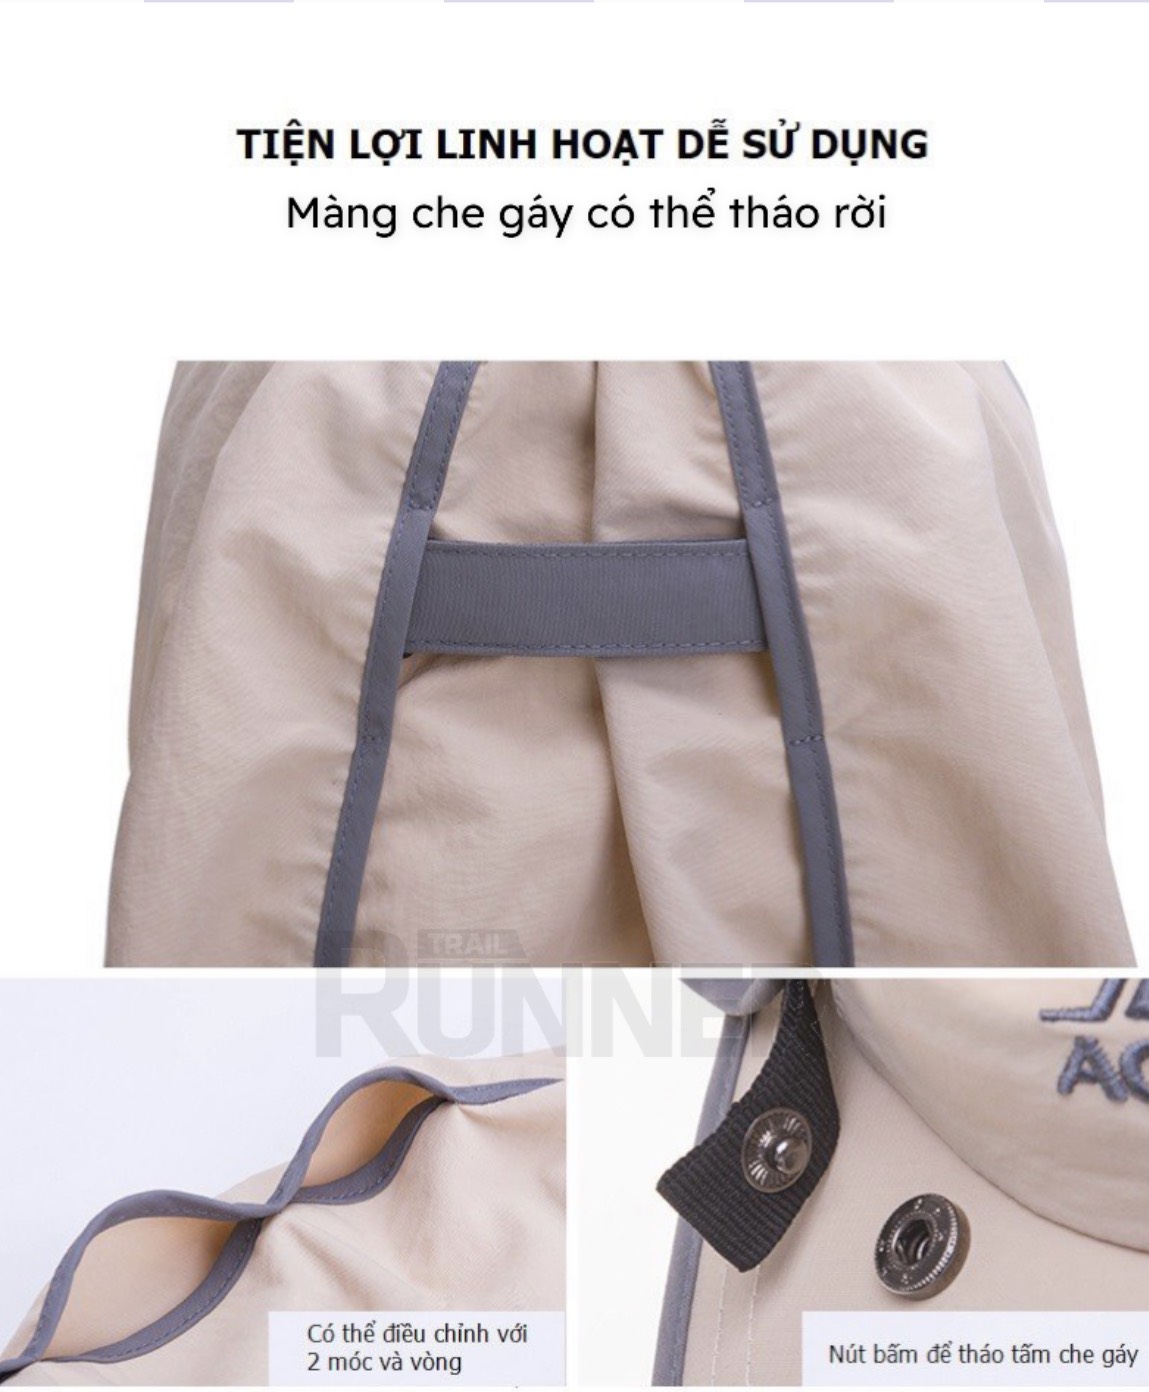 TIỆN LỢI LINH HOẠT DỄ SỬ DỤNG
Màng che gáy có thể tháo rời
TRAIL
RUNNER
Có thể điều chỉnh với
2 móc và vòng
Nút bấm để tháo tấm che gáy